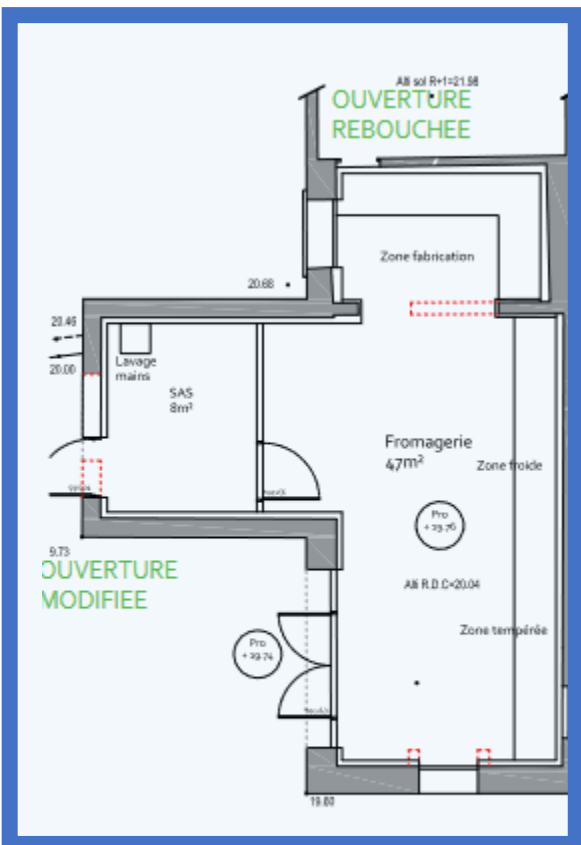 Alti sol R+1=21.58
OUVERTURE
REBOUCHEE
Zone fabrication
20.68
20.46
20.00
Lavage
mains
SAS
8m²
Fromagerie
47m²
Zone froide
Pro
+ 19.76
9.73
OUVERTURE
MODIFIEE
Alti R.D.C=20.04
Pro
+ 19.74
Zone tempérée
19.80